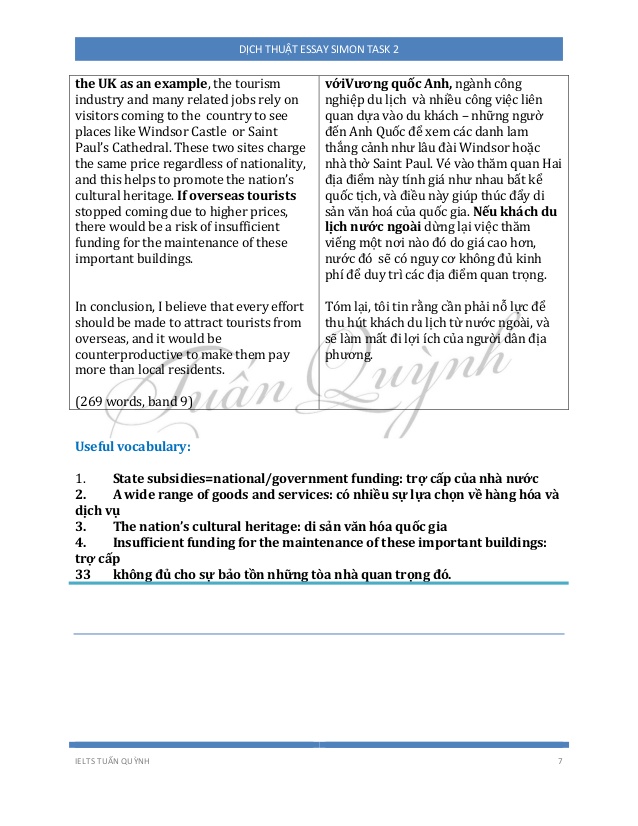 DỊCH THUẬT ESSAY SIMON TASK 2
the UK as an example, the tourism
industry and many related jobs rely on
visitors coming to the country to see
places like Windsor Castle or Saint
Paul's Cathedral. These two sites charge
the same price regardless of nationality,
and this helps to promote the nation's
cultural heritage. If overseas tourists
stopped coming due to higher prices,
there would be a risk of insufficient
funding for the maintenance of these
important buildings.
In conclusion, I believe that every effort
should be made to attract tourists from
overseas, and it would be
counterproductive to make them pay
more than local residents.
(269 words, band 9)
vớiVương quốc Anh, ngành công
nghiệp du lịch và nhiều công việc liên
quan dựa vào du khách – những ngườ
đến Anh Quốc để xem các danh lam
thắng cảnh như lâu đài Windsor hoặc
nhà thờ Saint Paul. Vé vào thăm quan Hai
địa điểm này tính giá như nhau bất kể
quốc tịch, và điều này giúp thúc đẩy di
sản văn hoá của quốc gia. Nếu khách du
lịch nước ngoài dừng lại việc thăm
viếng một nơi nào đó do giá cao hơn,
nước đó sẽ có nguy cơ không đủ kinh
phí để duy trì các địa điểm quan trọng.
Tóm lại, tôi tin rằng cần phải nỗ lực để
thu hút khách du lịch từ nước ngoài, và
sẽ làm mất đi lợi ích của người dân địa
phương.
Tuấn Quỳnh
Useful vocabulary:
1. State subsidies=national/government funding: trợ cấp của nhà nước
2. A wide range of goods and services: có nhiều sự lựa chọn về hàng hóa và
dịch vụ
3. The nation's cultural heritage: di sản văn hóa quốc gia
4. Insufficient funding for the maintenance of these important buildings:
trợ cấp
33 không đủ cho sự bảo tồn những tòa nhà quan trọng đó.
IELTS TUẤN QUỲNH 7